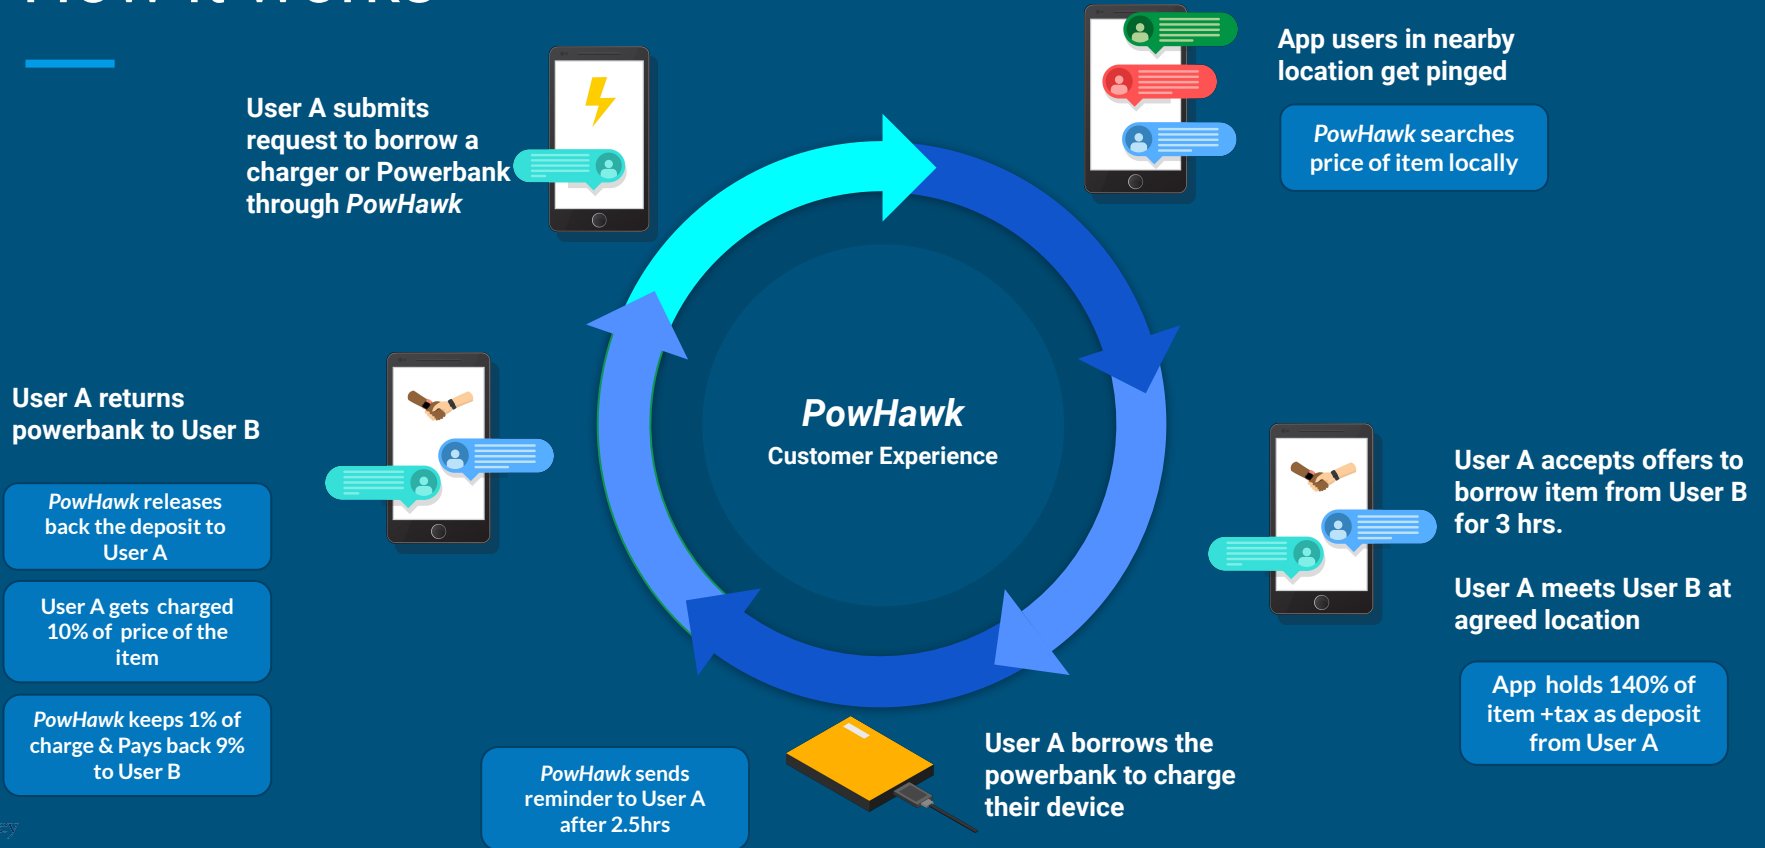 How it works
User A submits
request to borrow a
charger or Powerbank
through PowHawk
App users in nearby
location get pinged
PowHawk searches
price of item locally
User A accepts offers to
borrow item from User B
for 3 hrs.
User A meets User B at
agreed location
App holds 140% of
item +tax as deposit
from User A
User A borrows the
powerbank to charge
their device
PowHawk sends
reminder to User A
after 2.5hrs
User A returns
powerbank to User B
PowHawk releases
back the deposit to
User A
User A gets charged
10% of price of the
item
PowHawk keeps 1% of
charge & Pays back 9%
to User B
PowHawk
Customer Experience